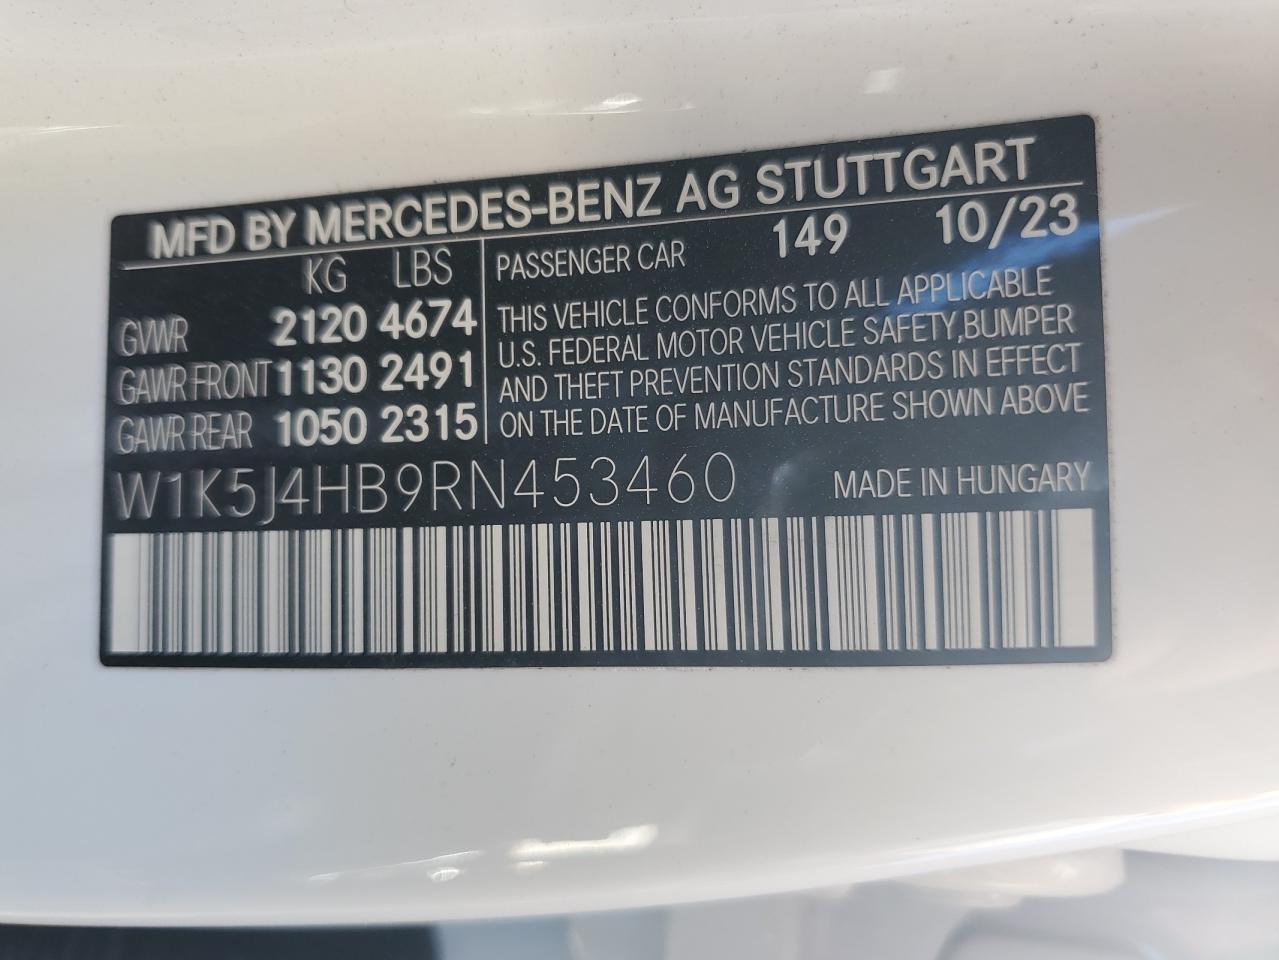 MFD BY MERCEDES-BENZ AG STUTTGART
KG LBS
GVWR 2120 4674
GAWR FRONT 1130 2491
GAWR REAR 1050 2315
PASSENGER CAR 149 10/23
THIS VEHICLE CONFORMS TO ALL APPLICABLE
U.S. FEDERAL MOTOR VEHICLE SAFETY,BUMPER
AND THEFT PREVENTION STANDARDS IN EFFECT
ON THE DATE OF MANUFACTURE SHOWN ABOVE
W1K5J4HB9RN453460 MADE IN HUNGARY